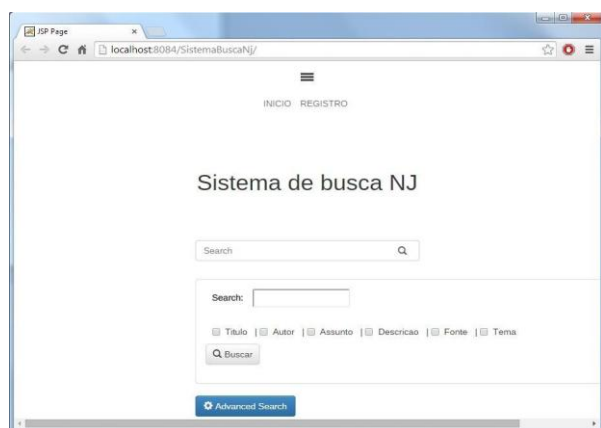 JSP Page
localhost:8084/SistemaBuscaNj/
INICIO REGISTRO
Sistema de busca NJ
Search
Search:
Titulo | Autor | Assunto | Descricao | Fonte | Tema
Buscar
Advanced Search